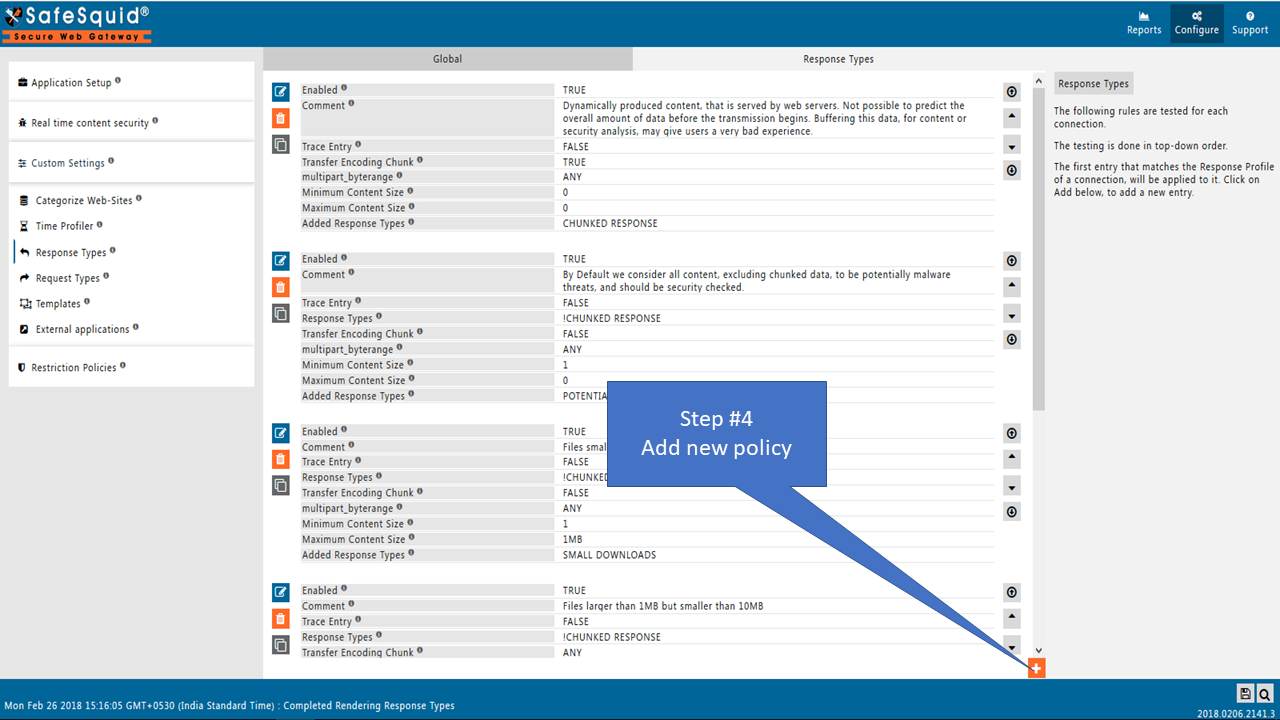 SafeSquid®
Secure Web Gateway
Reports
Configure
Support
Application Setup
Real time content security
Custom Settings
Categorize Web-Sites
Time Profiler
Response Types
Request Types
Templates
External applications
Restriction Policies
Global
Response Types
Enabled TRUE
Comment Dynamically produced content, that is served by web servers. Not possible to predict the
overall amount of data before the transmission begins. Buffering this data, for content or
security analysis, may give users a very bad experience.
Trace Entry FALSE
Transfer Encoding Chunk TRUE
multipart_byterange ANY
Minimum Content Size 0
Maximum Content Size 0
Added Response Types CHUNKED RESPONSE
Enabled TRUE
Comment By Default we consider all content, excluding chunked data, to be potentially malware
threats, and should be security checked.
Trace Entry FALSE
Response Types !CHUNKED RESPONSE
Transfer Encoding Chunk FALSE
multipart_byterange ANY
Minimum Content Size 1
Maximum Content Size 0
Added Response Types
Enabled TRUE
Comment Files
Trace Entry FALSE
Response Types
Transfer Encoding Chunk FALSE
multipart_byterange ANY
Minimum Content Size 1
Maximum Content Size 1MB
Added Response Types SMALL DOWNLOADS
Enabled TRUE
Comment Files larger than 1MB but smaller than 10MB
Trace Entry FALSE
Response Types !CHUNKED RESPONSE
Transfer Encoding Chunk ANY
Step #4
Add new policy
Response Types
The following rules are tested for each
connection.
The testing is done in top-down order.
The first entry that matches the Response Profile
of a connection, will be applied to it. Click on
Add below, to add a new entry.
Mon Feb 26 2018 15:16:05 GMT+0530 (India Standard Time) : Completed Rendering Response Types
2018.0206.2141.3